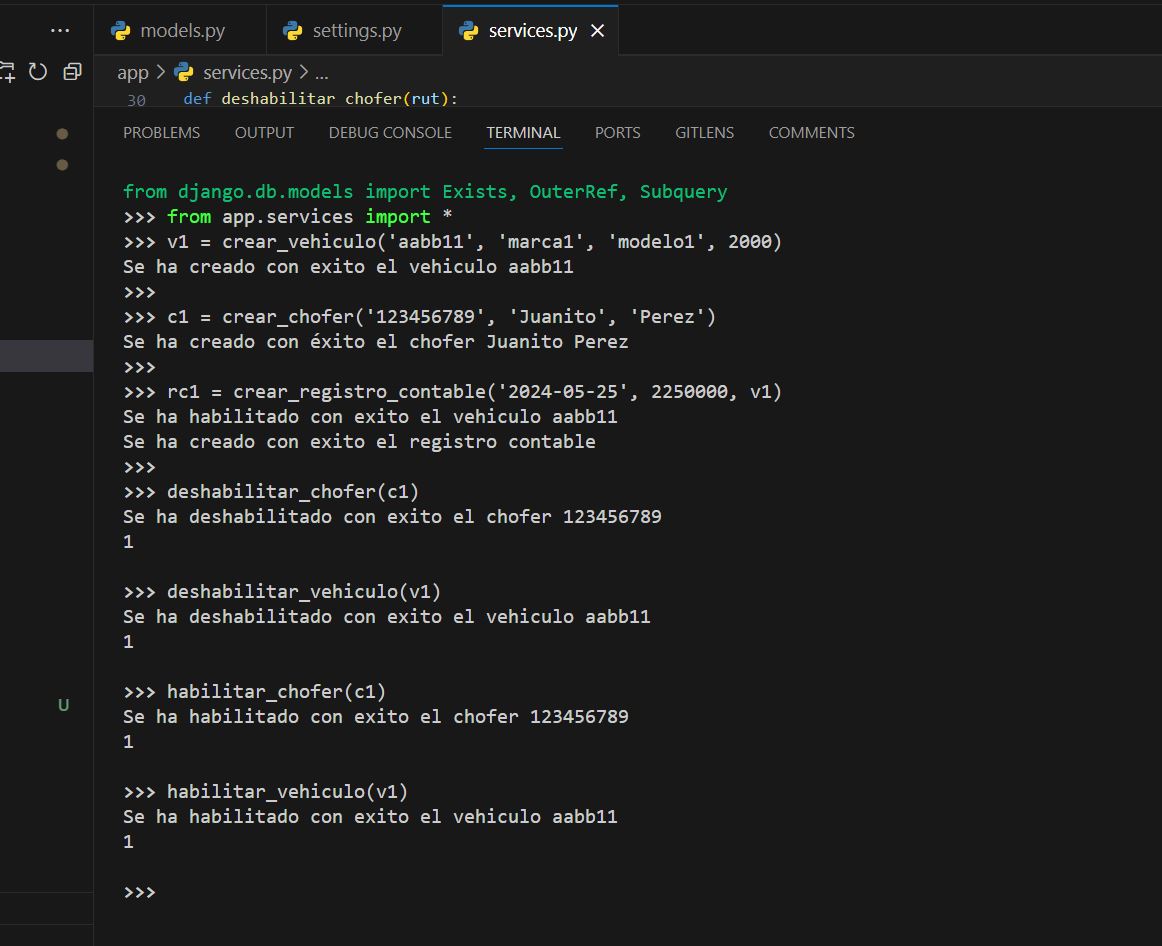 ... models.py settings.py services.py ×
app > services.py > ...
30 def deshabilitar_chofer(rut):
PROBLEMS OUTPUT DEBUG CONSOLE TERMINAL PORTS GITLENS COMMENTS
from django.db.models import Exists, OuterRef, Subquery
>>> from app.services import *
>>> v1 = crear_vehiculo('aabb11', 'marca1', 'modelo1', 2000)
Se ha creado con exito el vehiculo aabb11
>>>
>>> c1 = crear_chofer('123456789', 'Juanito', 'Perez')
Se ha creado con éxito el chofer Juanito Perez
>>>
>>> rc1 = crear_registro_contable('2024-05-25', 2250000, v1)
Se ha habilitado con exito el vehiculo aabb11
Se ha creado con exito el registro contable
>>>
>>> deshabilitar_chofer(c1)
Se ha deshabilitado con exito el chofer 123456789
1
>>> deshabilitar_vehiculo(v1)
Se ha deshabilitado con exito el vehiculo aabb11
1
>>> habilitar_chofer(c1)
Se ha habilitado con exito el chofer 123456789
U
1
>>> habilitar_vehiculo(v1)
Se ha habilitado con exito el vehiculo aabb11
1
>>>